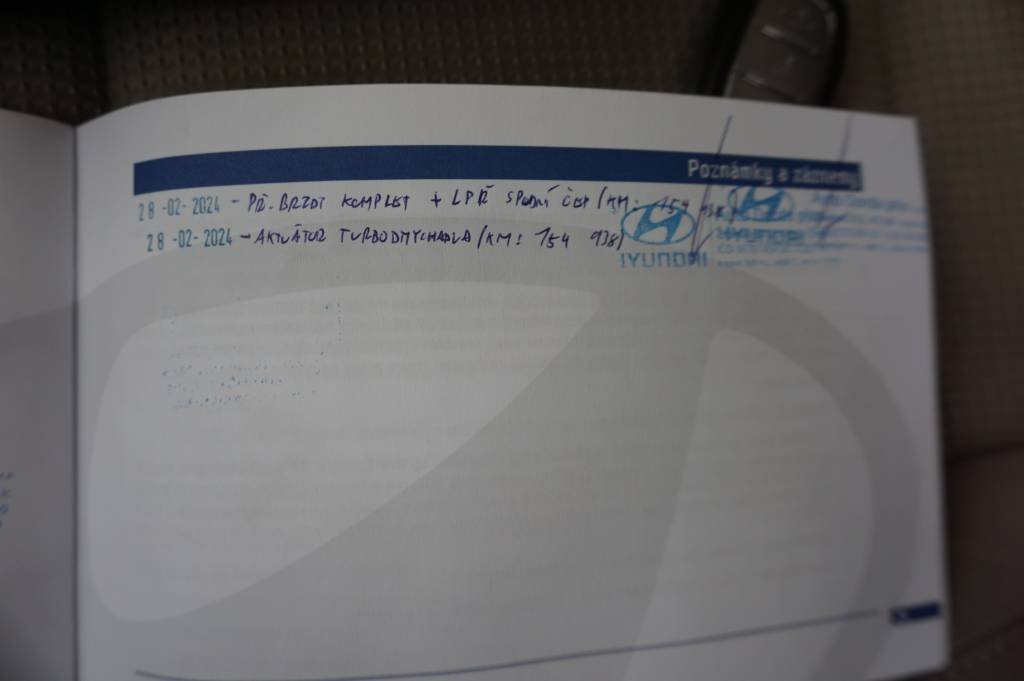 Poznámky a záznamy
28-02-2024 - PŘ. BRZDY KOMPLET + LPŘ SPODNÍ ČEP /KM: 154 938/
28-02-2024 - AKTUÁTOR TURBODMYCHADLA /KM: 154 938/
HYUNDAI HYUNDAI